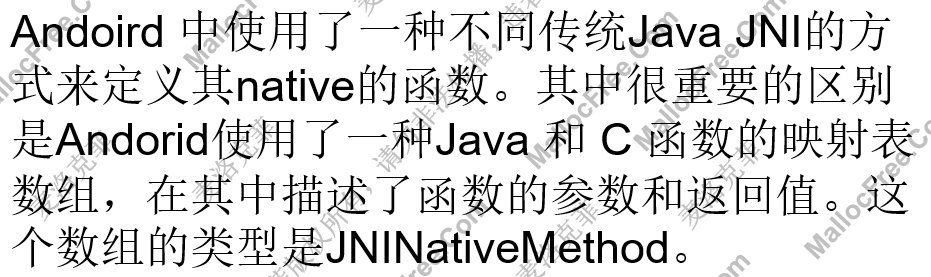 Andoird 中使用了一种不同传统Java JNI的方
式来定义其native的函数。其中很重要的区别
是Andorid使用了一种Java 和 C 函数的映射表
数组，在其中描述了函数的参数和返回值。这
个数组的类型是JNINativeMethod。